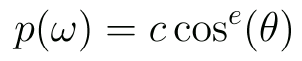 p(ω) = c cos^e(θ)